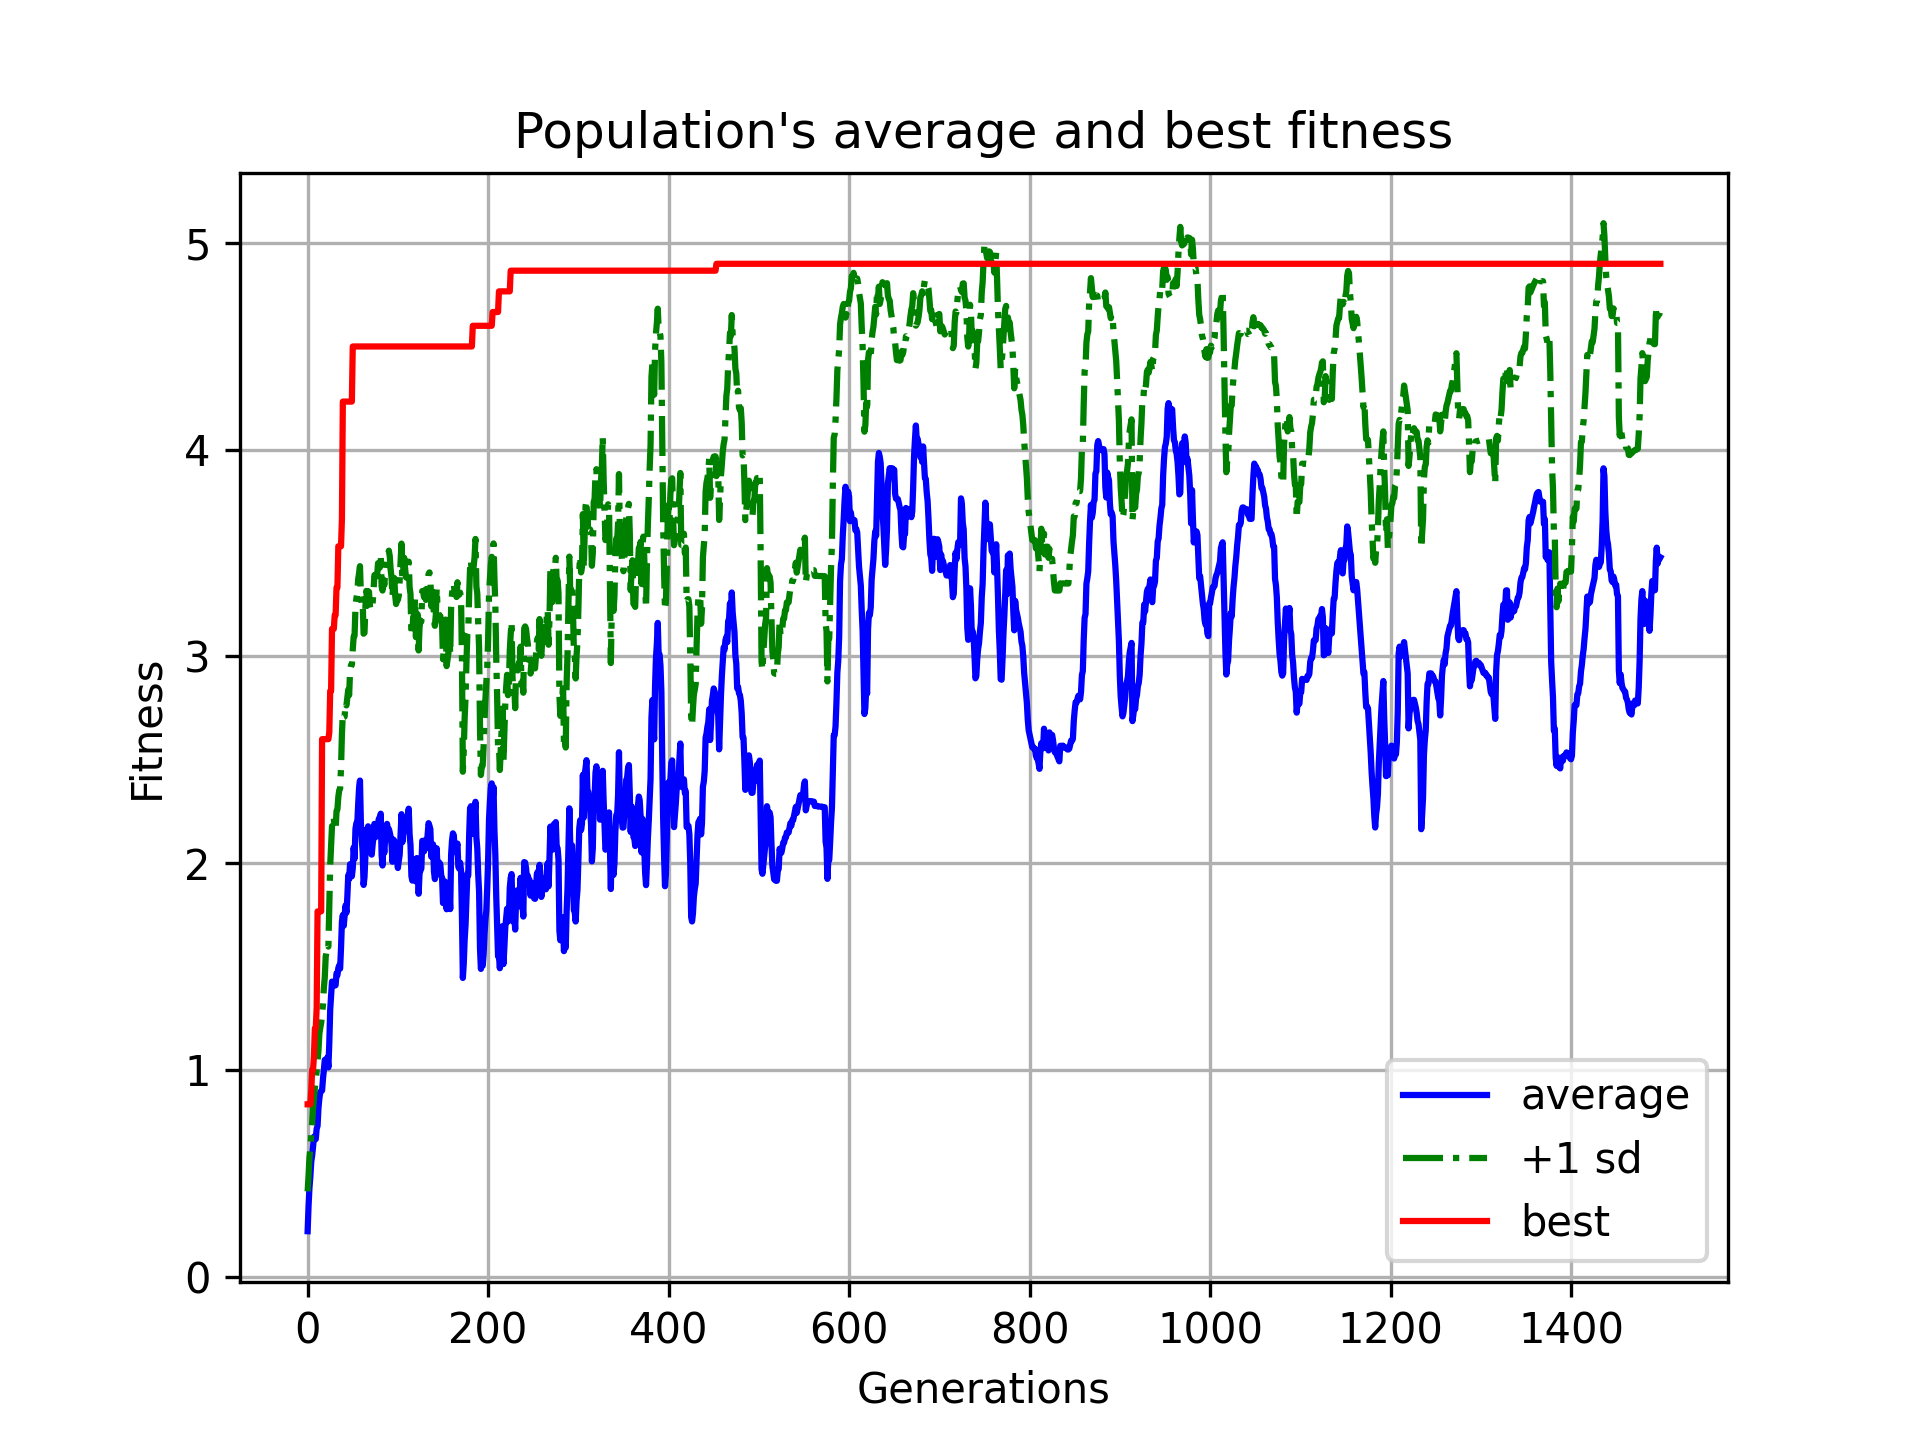 Population's average and best fitness
Fitness
5
4
3
2
1
0
0 200 400 600 800 1000 1200 1400
Generations
average
+1 sd
best